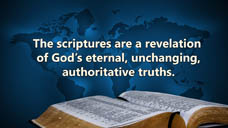 The scriptures are a revelation
of God's eternal, unchanging,
authoritative truths.